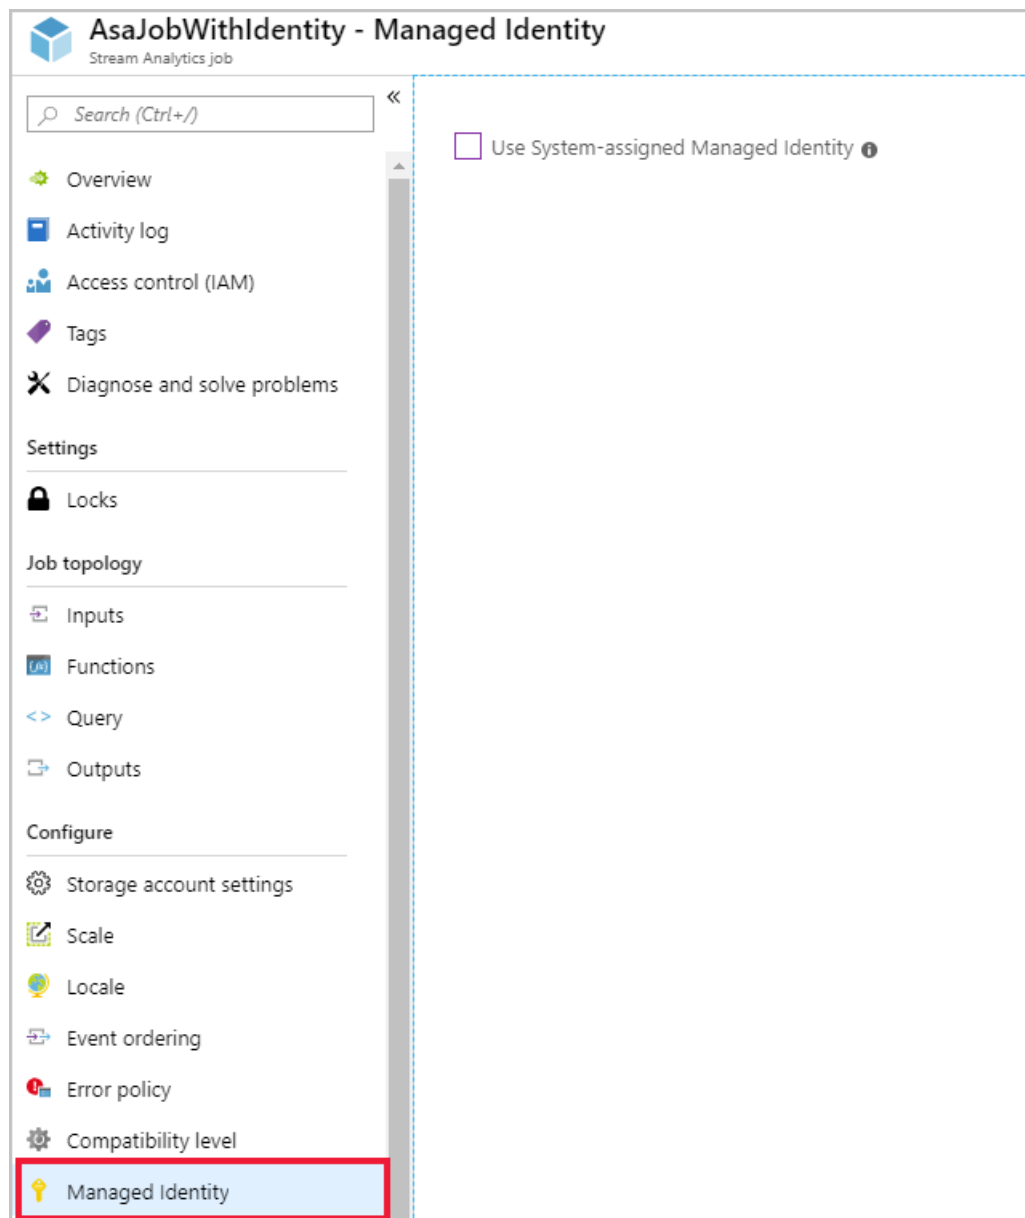 AsaJobWithIdentity - Managed Identity
Stream Analytics job
Search (Ctrl+/)
«
Use System-assigned Managed Identity
Overview
Activity log
Access control (IAM)
Tags
Diagnose and solve problems
Settings
Locks
Job topology
Inputs
Functions
Query
Outputs
Configure
Storage account settings
Scale
Locale
Event ordering
Error policy
Compatibility level
Managed Identity